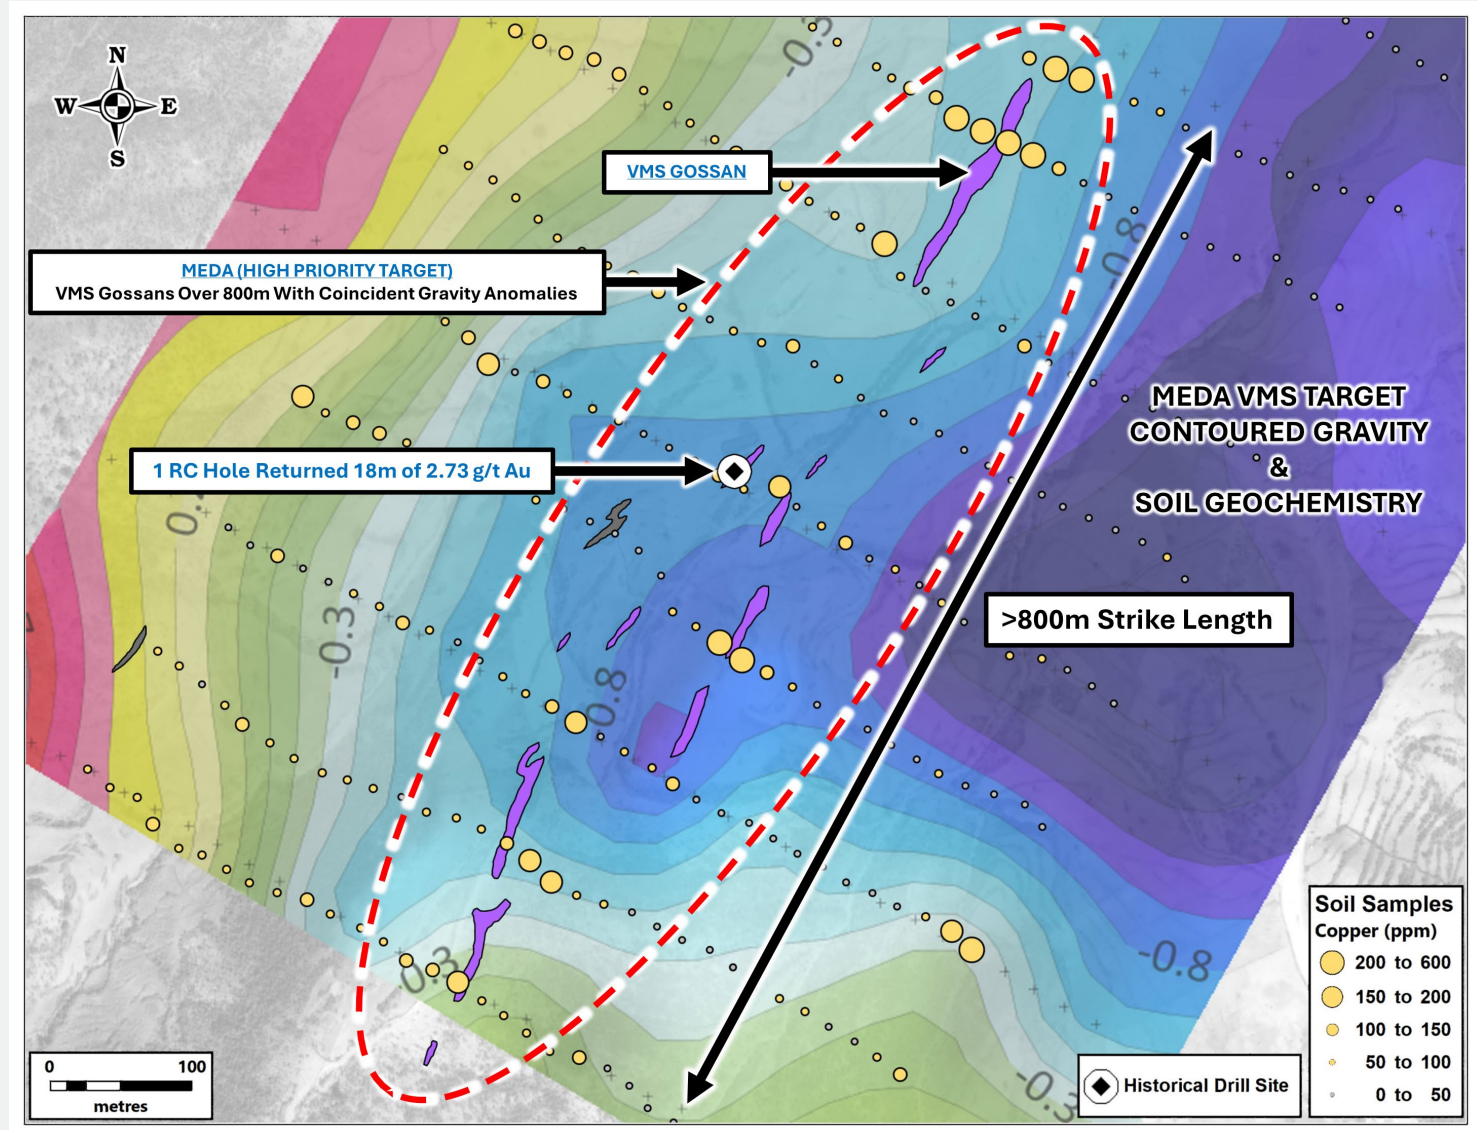 N
W E
S
-0.3
VMS GOSSAN
-0.8
MEDA (HIGH PRIORITY TARGET)
VMS Gossans Over 800m With Coincident Gravity Anomalies
MEDA VMS TARGET
CONTOURED GRAVITY
&
SOIL GEOCHEMISTRY
1 RC Hole Returned 18m of 2.73 g/t Au
>800m Strike Length
-0.3
-0.8
-0.3
-0.8
-0.3
Soil Samples
Copper (ppm)
200 to 600
150 to 200
100 to 150
50 to 100
0 to 50
Historical Drill Site
0 100
metres